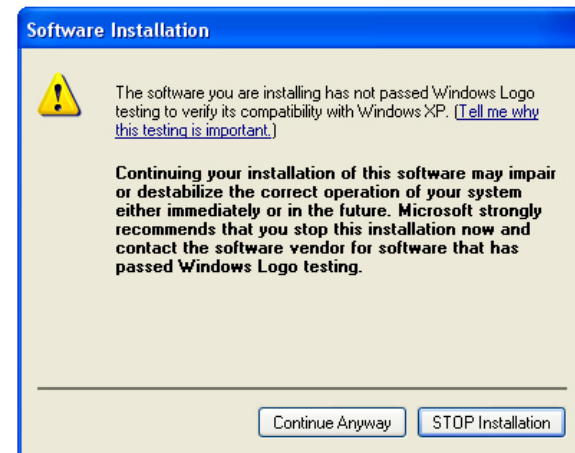 Software Installation
The software you are installing has not passed Windows Logo
testing to verify its compatibility with Windows XP. (Tell me why
this testing is important.)
Continuing your installation of this software may impair
or destabilize the correct operation of your system
either immediately or in the future. Microsoft strongly
recommends that you stop this installation now and
contact the software vendor for software that has
passed Windows Logo testing.
Continue Anyway STOP Installation